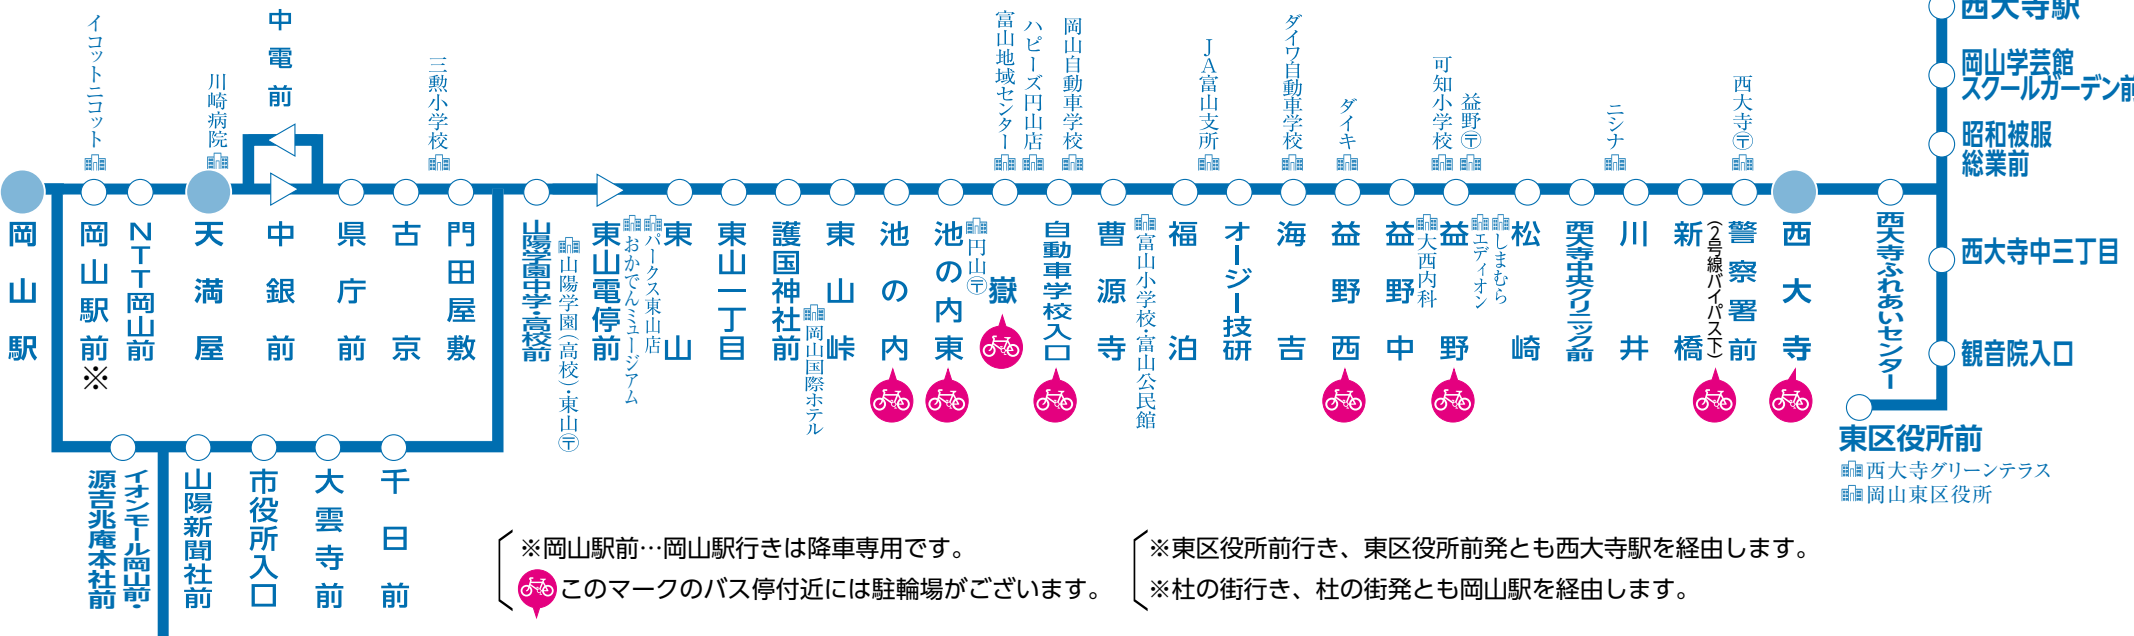 イコットニコット
川崎病院
中電前
三勲小学校
富山地域センター
ハピーズ円山店
岡山自動車学校
JA富山支所
ダイワ自動車学校
ダイキ
可知小学校
益野〒
ニシナ
西大寺〒
岡山駅
岡山駅前※
NTT岡山前
天満屋
中銀前
県庁前
古京
門田屋敷
山陽学園中学・高校前
山陽学園(高校)・東山〒
東山電停前
おかでんミュージアム
パークス東山店
東山
東山一丁目
護国神社前
岡山国際ホテル
東山峠
池の内
池の内東
円山〒
嶽
自動車学校入口
曹源寺
富山小学校・富山公民館
福泊
オージー技研
海吉
益野西
益野中
大西内科
益野
エディオン
しまむら
松崎
西大寺中央クリニック前
川井
新橋
(2号線バイパス下)
警察署前
西大寺
西大寺ふれあいセンター
西大寺駅
岡山学芸館
スクールガーデン前
昭和被服
総業前
西大寺中三丁目
観音院入口
東区役所前
西大寺グリーンテラス
岡山東区役所
イオンモール岡山前・
源吉兆庵本社前
山陽新聞社前
市役所入口
大雲寺前
千日前
※岡山駅前…岡山駅行きは降車専用です。
このマークのバス停付近には駐輪場がございます。
※東区役所前行き、東区役所前発とも西大寺駅を経由します。
※杜の街行き、杜の街発とも岡山駅を経由します。